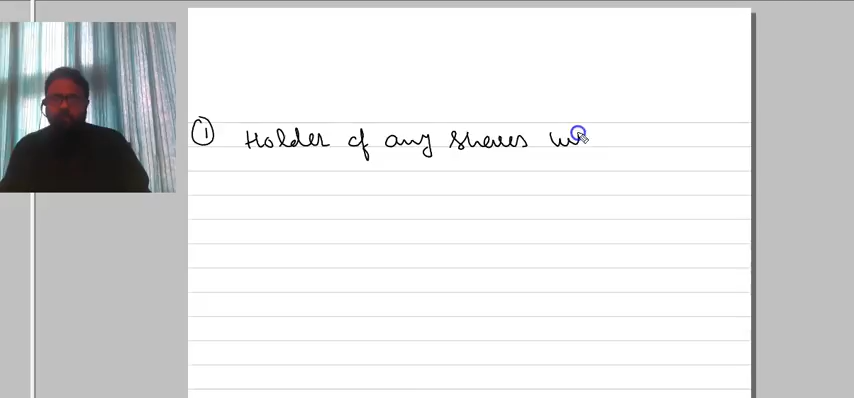 ① Holder of any shares